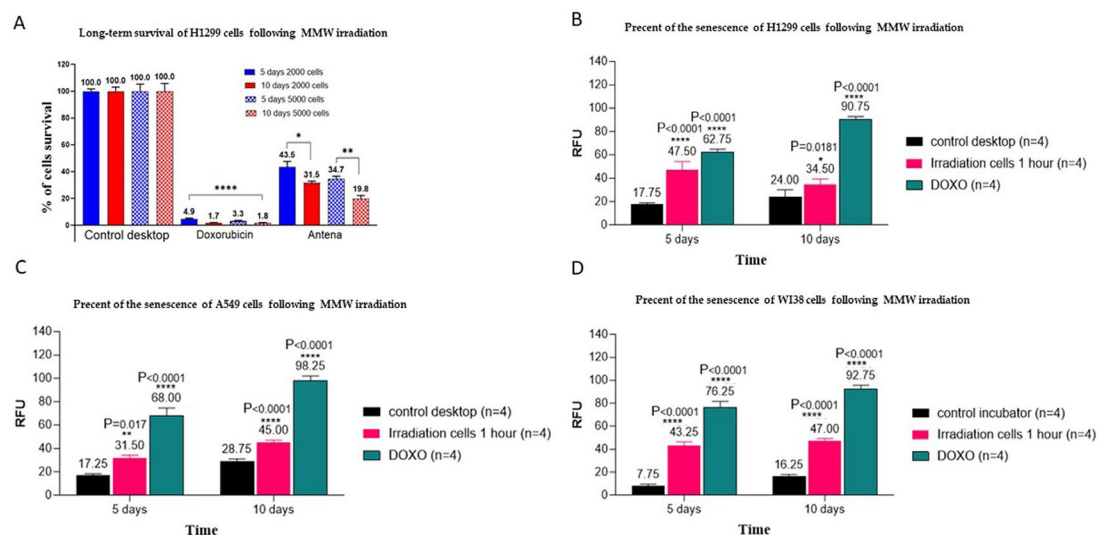 A
Long-term survival of H1299 cells following MMW irradiation
% of cells survival
120
100
80
60
40
20
0
100.0 100.0 100.0 100.0
4.9 1.7 3.3 1.8
****
43.5 31.5 34.7 19.8
*
**
5 days 2000 cells
10 days 2000 cells
5 days 5000 cells
10 days 5000 cells
Control desktop Doxorubicin Antena
B
Precent of the senescence of H1299 cells following MMW irradiation
RFU
140
120
100
80
60
40
20
0
17.75
P<0.0001
****
47.50
P<0.0001
****
62.75
24.00
P=0.0181
*
34.50
P<0.0001
****
90.75
5 days 10 days
Time
control desktop (n=4)
Irradiation cells 1 hour (n=4)
DOXO (n=4)
C
Precent of the senescence of A549 cells following MMW irradiation
RFU
140
120
100
80
60
40
20
0
17.25
P=0.017
**
31.50
P<0.0001
****
68.00
28.75
P<0.0001
****
45.00
P<0.0001
****
98.25
5 days 10 days
Time
control desktop (n=4)
Irradiation cells 1 hour (n=4)
DOXO (n=4)
D
Precent of the senescence of WI38 cells following MMW irradiation
RFU
140
120
100
80
60
40
20
0
7.75
P<0.0001
****
43.25
P<0.0001
****
76.25
16.25
P<0.0001
****
47.00
P<0.0001
****
92.75
5 days 10 days
Time
control incubator (n=4)
Irradiation cells 1 hour (n=4)
DOXO (n=4)